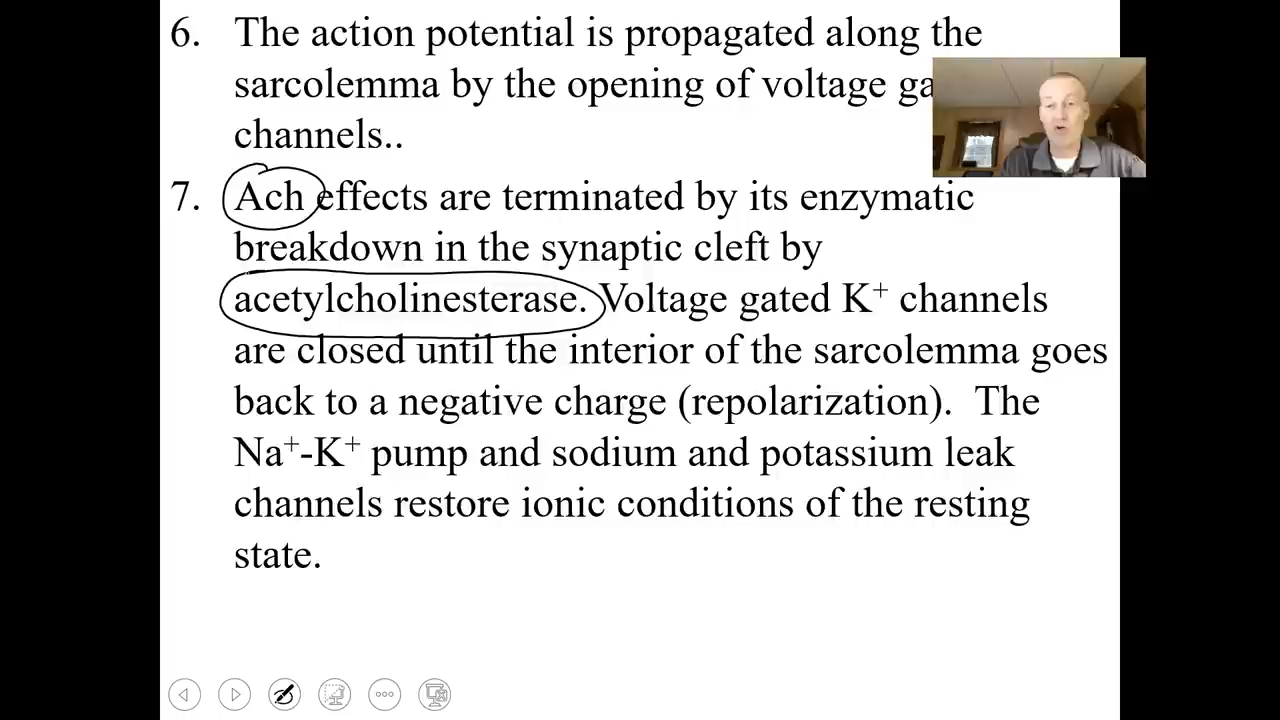 6. The action potential is propagated along the
sarcolemma by the opening of voltage ga
channels..
7. Ach effects are terminated by its enzymatic
breakdown in the synaptic cleft by
acetylcholinesterase. Voltage gated K⁺ channels
are closed until the interior of the sarcolemma goes
back to a negative charge (repolarization). The
Na⁺-K⁺ pump and sodium and potassium leak
channels restore ionic conditions of the resting
state.